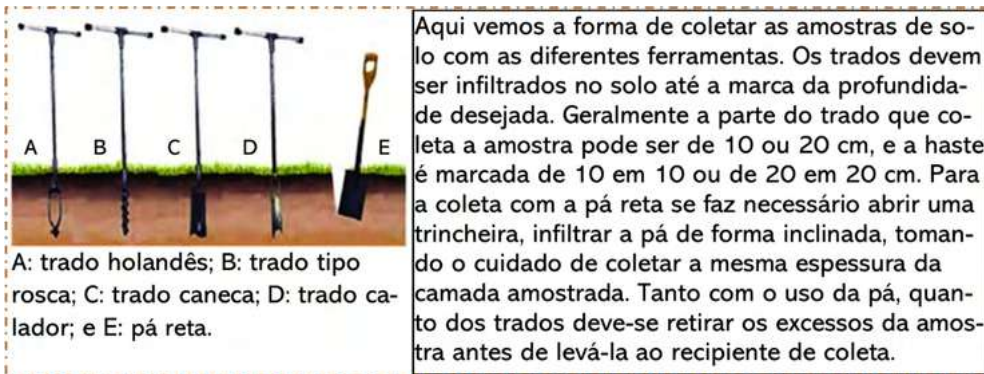 A
B
C
D
E
A: trado holandês; B: trado tipo
rosca; C: trado caneca; D: trado ca-
lador; e E: pá reta.
Aqui vemos a forma de coletar as amostras de so-
lo com as diferentes ferramentas. Os trados devem
ser infiltrados no solo até a marca da profundida-
de desejada. Geralmente a parte do trado que co-
leta a amostra pode ser de 10 ou 20 cm, e a haste
é marcada de 10 em 10 ou de 20 em 20 cm. Para
a coleta com a pá reta se faz necessário abrir uma
trincheira, infiltrar a pá de forma inclinada, toman-
do o cuidado de coletar a mesma espessura da
camada amostrada. Tanto com o uso da pá, quan-
to dos trados deve-se retirar os excessos da amos-
tra antes de levá-la ao recipiente de coleta.